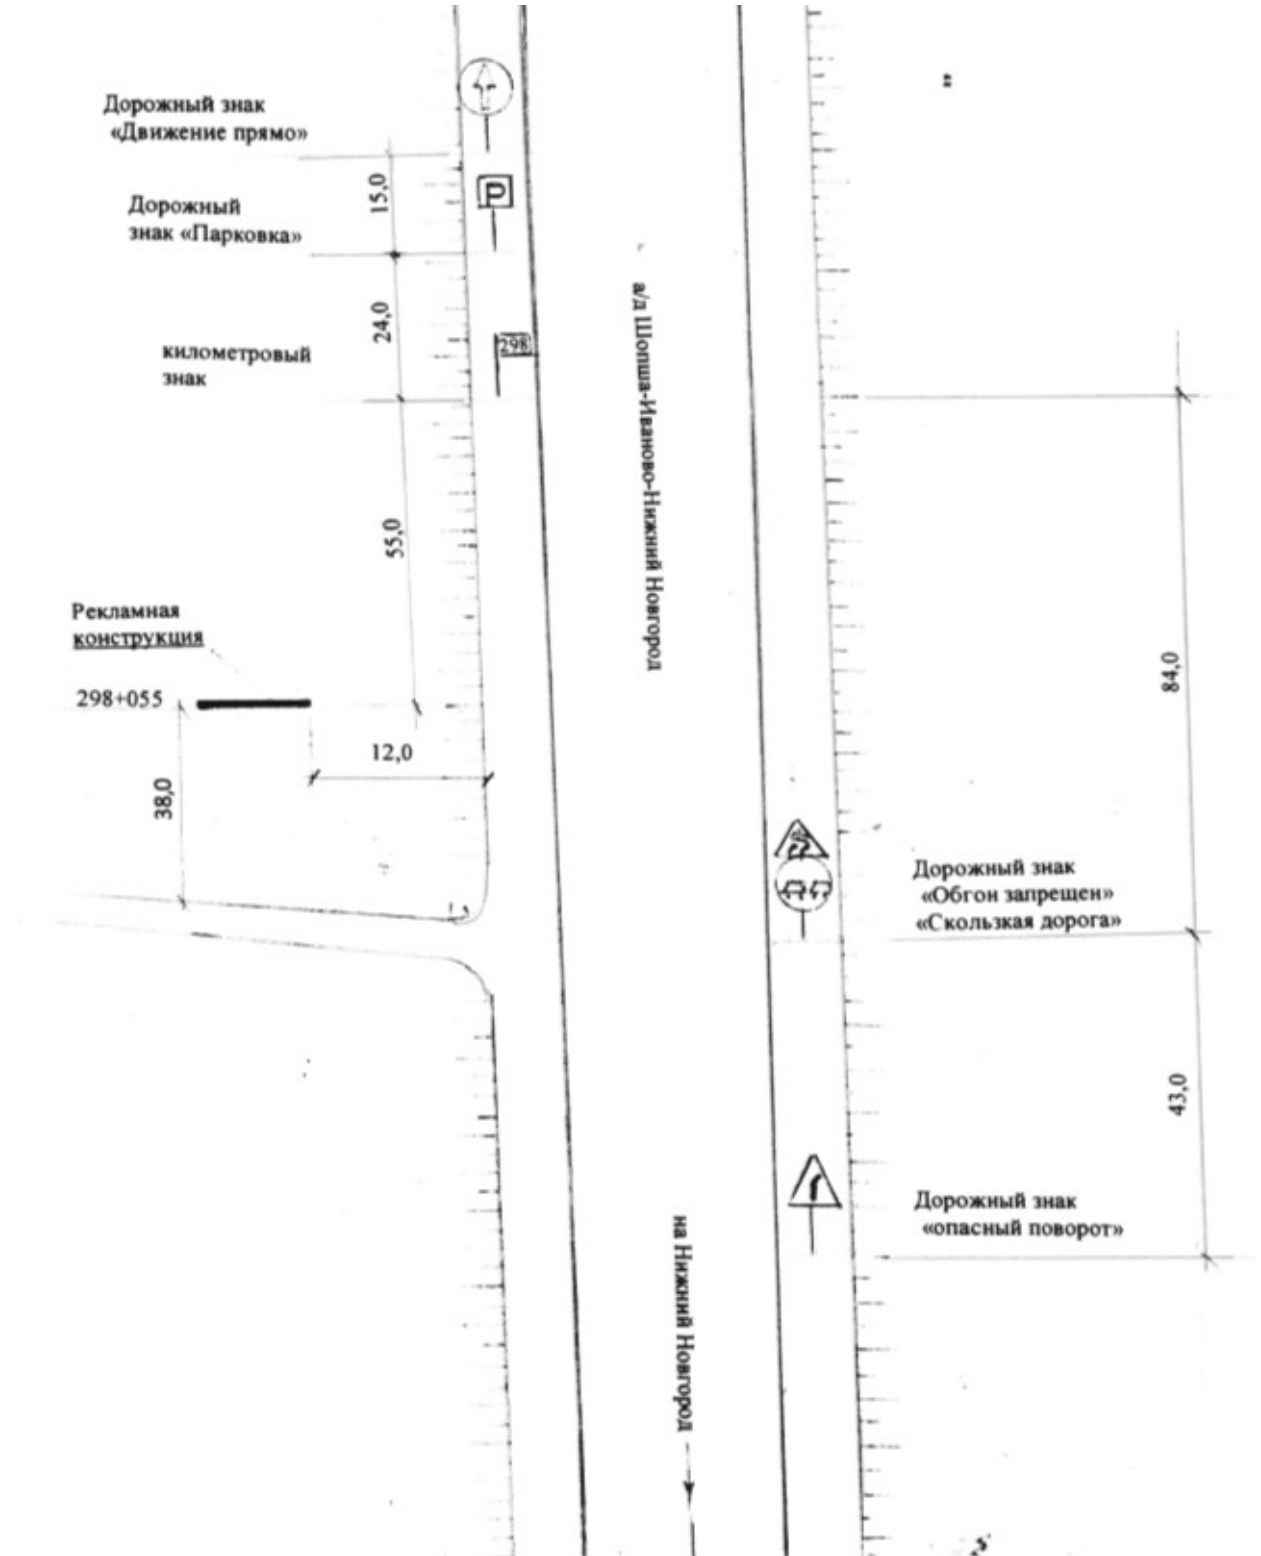 Дорожный знак
«Движение прямо»
15,0
P
Дорожный
знак «Парковка»
24,0
298
километровый
знак
а/д Шопша-Иваново-Нижний Новгород
55,0
Рекламная
конструкция
298+055
12,0
38,0
84,0
Дорожный знак
«Обгон запрещен»
«Скользкая дорога»
43,0
Дорожный знак
«опасный поворот»
на Нижний Новгород